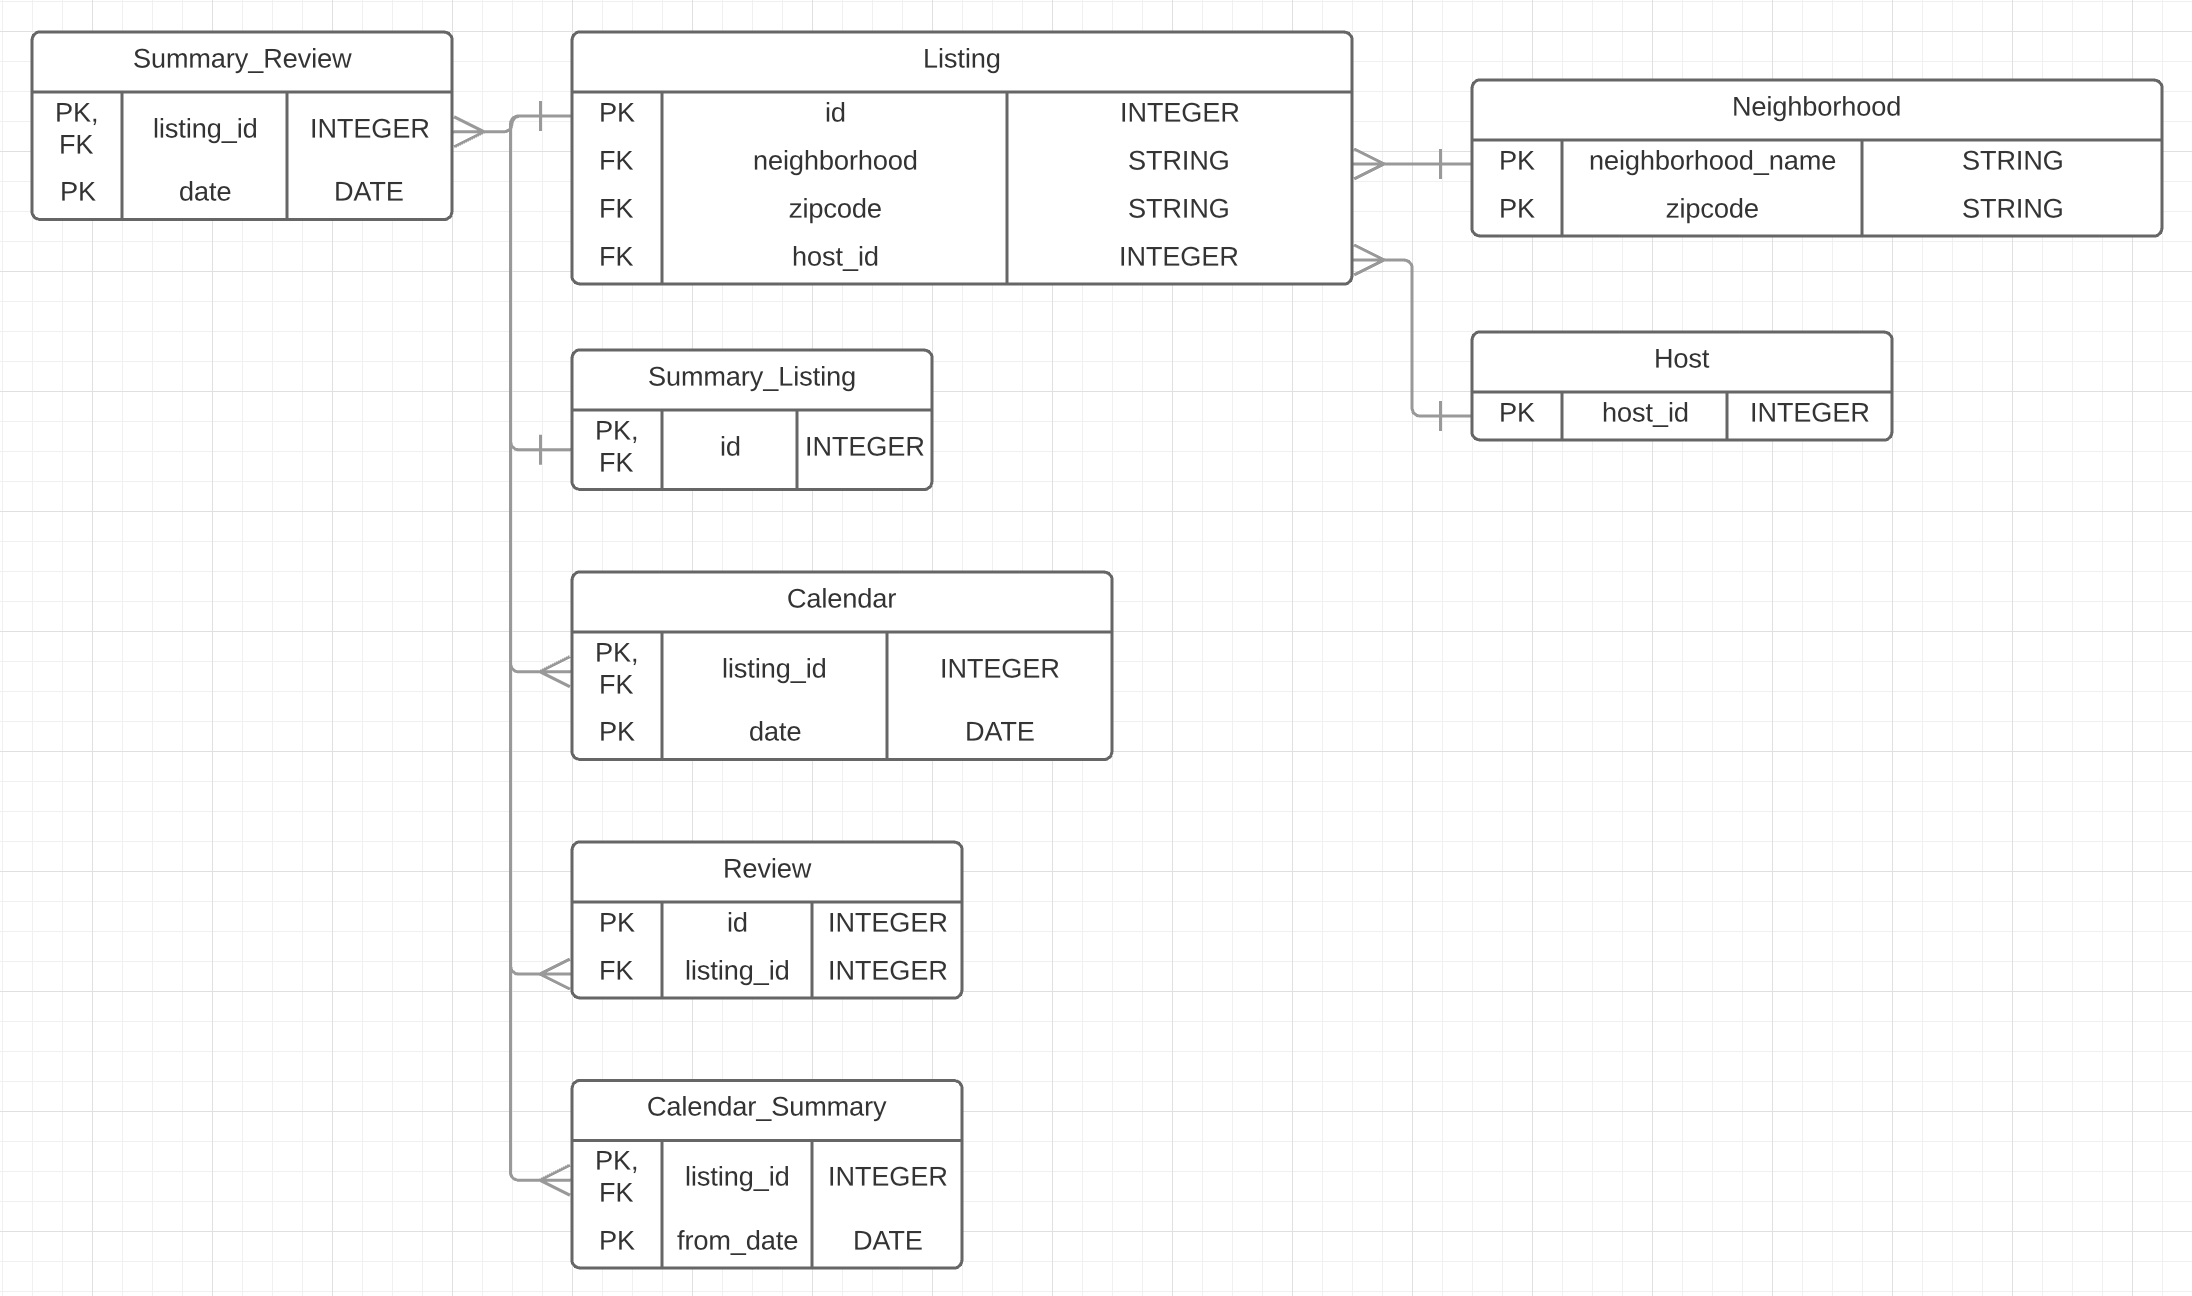 Summary_Review
PK, FK listing_id INTEGER
PK date DATE
Listing
PK id INTEGER
FK neighborhood STRING
FK zipcode STRING
FK host_id INTEGER
Neighborhood
PK neighborhood_name STRING
PK zipcode STRING
Host
PK host_id INTEGER
Summary_Listing
PK, FK id INTEGER
Calendar
PK, FK listing_id INTEGER
PK date DATE
Review
PK id INTEGER
FK listing_id INTEGER
Calendar_Summary
PK, FK listing_id INTEGER
PK from_date DATE